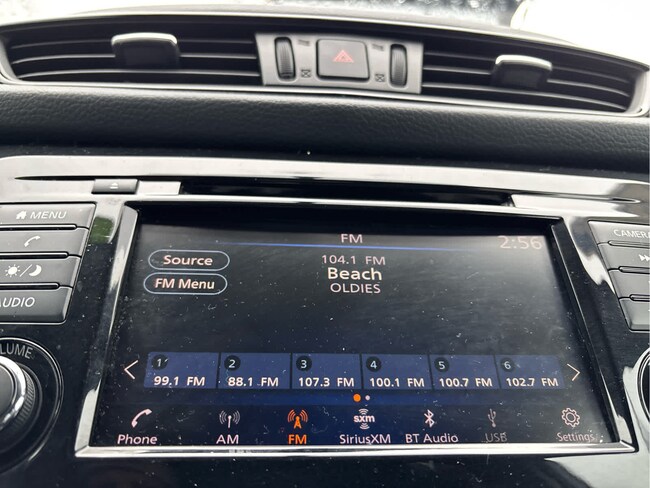 MENU
AUDIO
VOLUME
CAMERA
FM
2:56
Source
FM Menu
104.1 FM
Beach
OLDIES
1 2 3 4 5 6
99.1 FM 88.1 FM 107.3 FM 100.1 FM 100.7 FM 102.7 FM
sxm
Phone AM FM SiriusXM BT Audio USB Settings